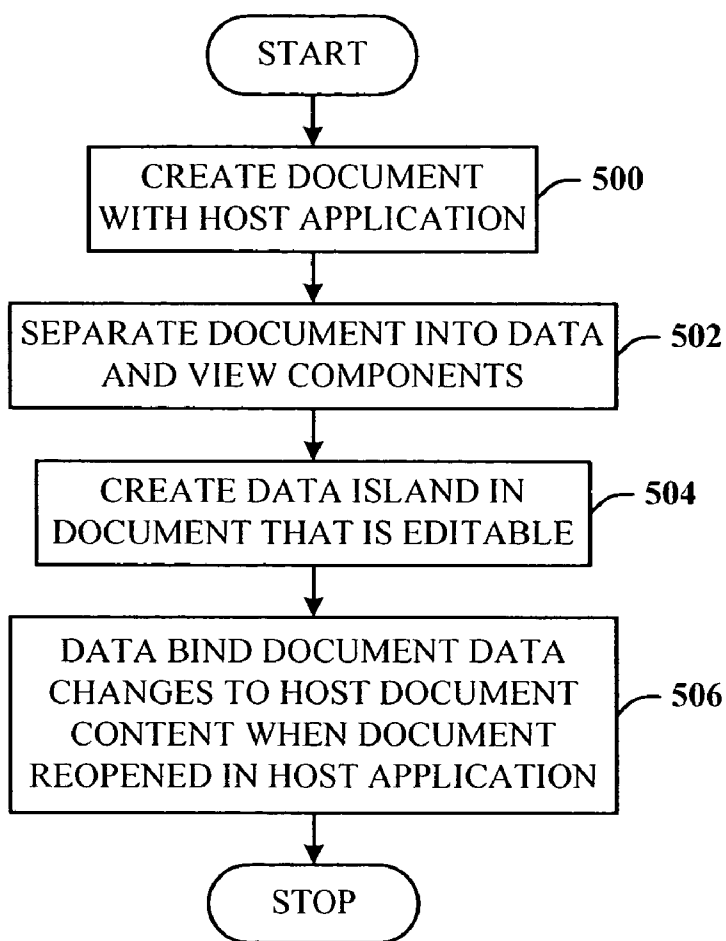 START
CREATE DOCUMENT
WITH HOST APPLICATION
500
SEPARATE DOCUMENT INTO DATA
AND VIEW COMPONENTS
502
CREATE DATA ISLAND IN
DOCUMENT THAT IS EDITABLE
504
DATA BIND DOCUMENT DATA
CHANGES TO HOST DOCUMENT
CONTENT WHEN DOCUMENT
REOPENED IN HOST APPLICATION
506
STOP